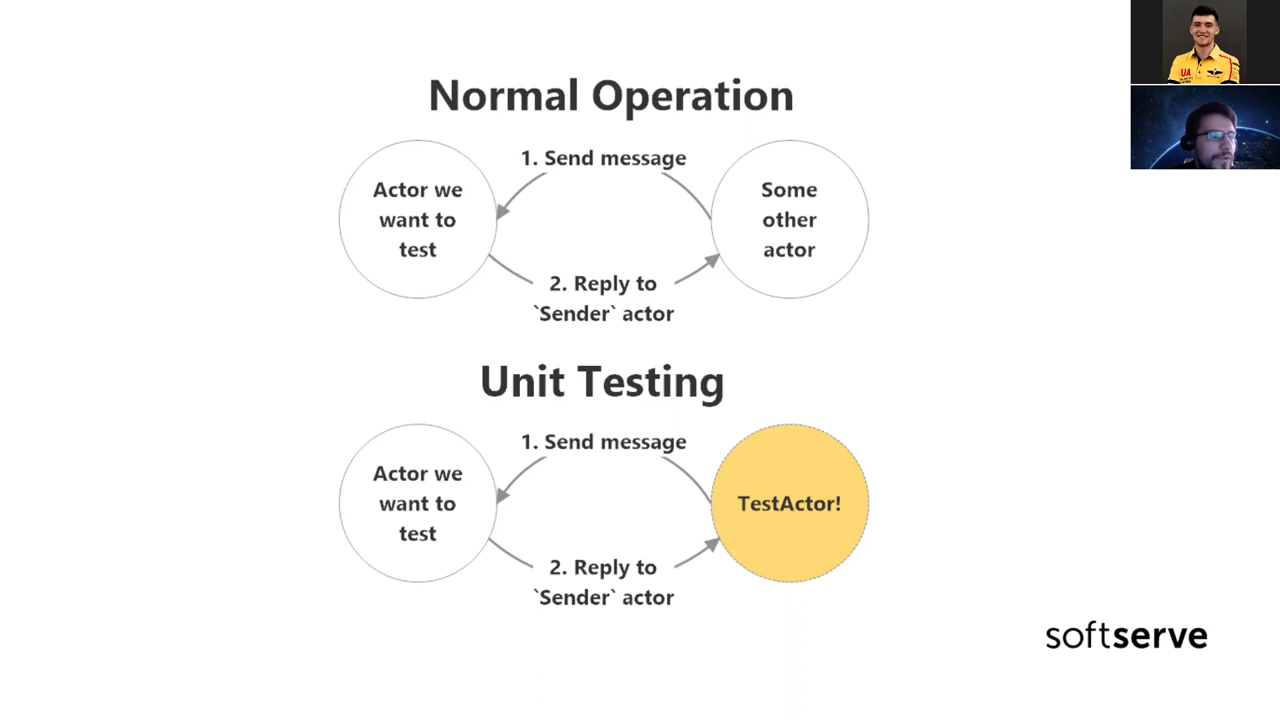 Normal Operation
1. Send message
Actor we
want to
test
Some
other
actor
2. Reply to
`Sender` actor
Unit Testing
1. Send message
Actor we
want to
test
TestActor!
2. Reply to
`Sender` actor
softserve
UA